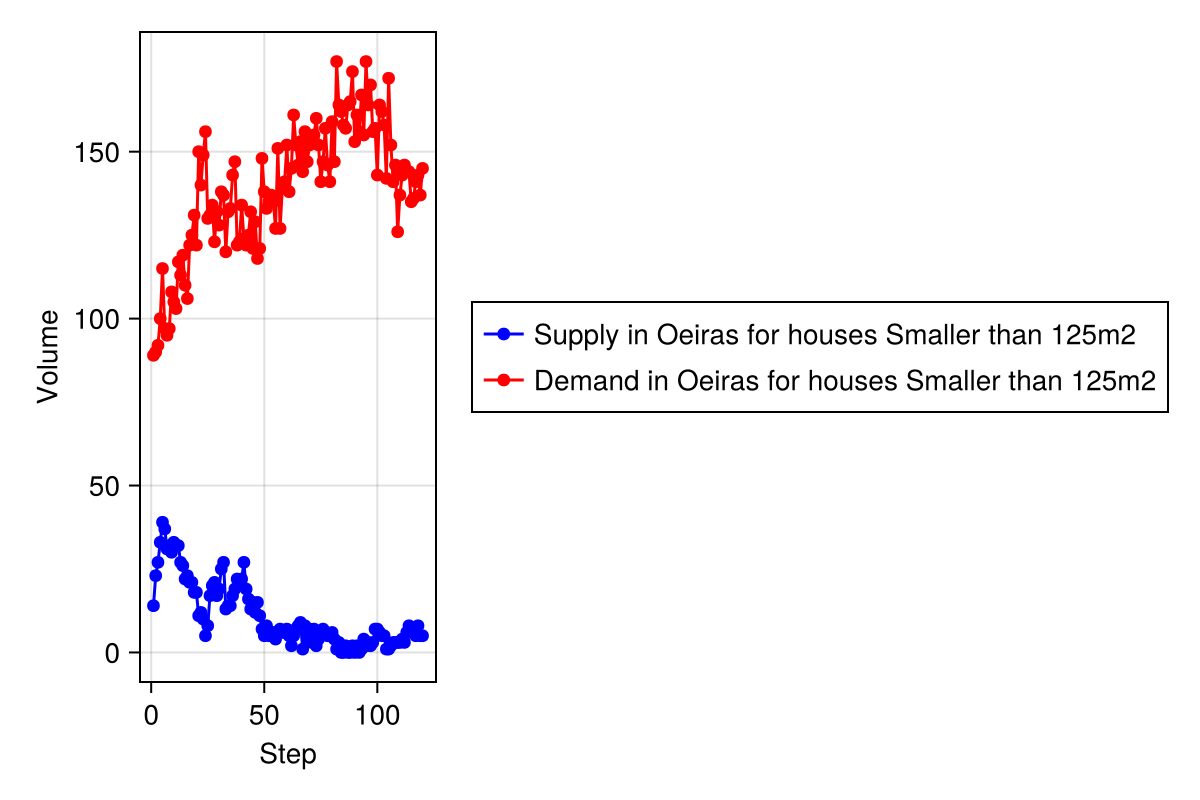 150
100
50
0
Volume
0 50 100
Step
Supply in Oeiras for houses Smaller than 125m2
Demand in Oeiras for houses Smaller than 125m2